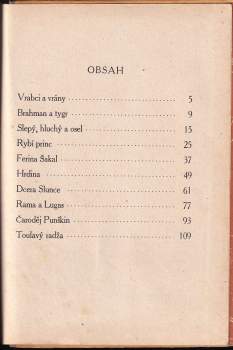 OBSAH
Vrabci a vrány 5
Brahman a tygr 9
Slepý, hluchý a osel 15
Rybí princ 25
Ferina Šakal 37
Hrdina 49
Dcera Slunce 61
Rama a Lugas 77
Čaroděj Punškin 93
Toulavý radža 109